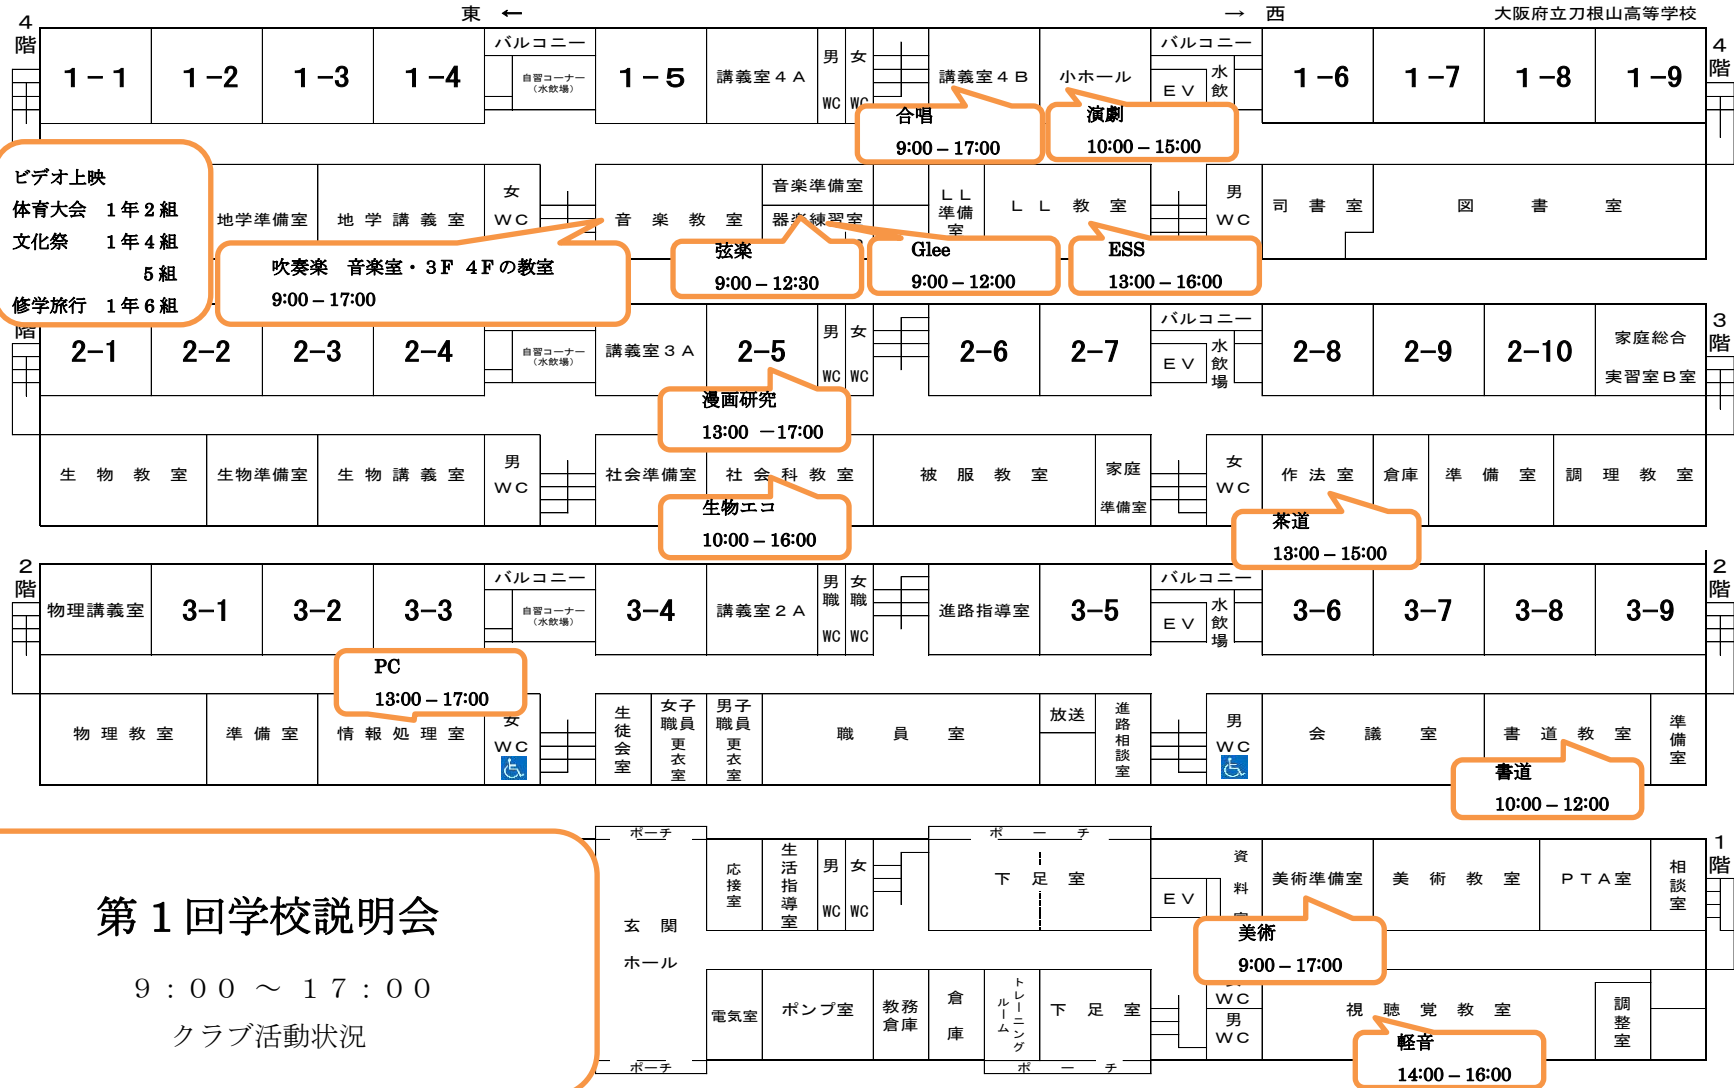 東 ← → 西 大阪府立刀根山高等学校
4階
1－1 1－2 1－3 1－4
バルコニー
自習コーナー
（水飲場）
1－5 講義室４Ａ 男 WC 女 WC 講義室４Ｂ 小ホール
バルコニー
ＥＶ 水飲
1－6 1－7 1－8 1－9
4階
合唱
9:00－17:00
演劇
10:00－15:00
ビデオ上映
体育大会 1年2組
文化祭 1年4組
5組
修学旅行 1年6組
地学準備室 地学講義室 女ＷＣ 音楽教室 音楽準備室 器楽練習室 ＬＬ準備室 ＬＬ教室 男ＷＣ 司書室 図書室
吹奏楽 音楽室・3F 4Fの教室
9:00－17:00
弦楽
9:00－12:30
Glee
9:00－12:00
ESS
13:00－16:00
階
2-1 2-2 2-3 2-4
自習コーナー
（水飲場）
講義室３Ａ 2-5 男 WC 女 WC 2-6 2-7
バルコニー
ＥＶ 水飲場
2-8 2-9 2-10
家庭総合
実習室Ｂ室
3階
漫画研究
13:00 －17:00
生物教室 生物準備室 生物講義室 男ＷＣ 社会準備室 社会科教室 被服教室 家庭準備室 女ＷＣ 作法室 倉庫 準備室 調理教室
生物エコ
10:00－16:00
茶道
13:00－15:00
2階
物理講義室 3-1 3-2 3-3
バルコニー
自習コーナー
（水飲場）
3-4 講義室２Ａ 男職WC 女職WC 進路指導室 3-5
バルコニー
ＥＶ 水飲場
3-6 3-7 3-8 3-9
2階
PC
13:00－17:00
物理教室 準備室 情報処理室 女ＷＣ 生徒会室 女子職員更衣室 男子職員更衣室 職員室 放送 進路相談室 男ＷＣ 会議室 書道教室 準備室
書道
10:00－12:00
第1回学校説明会
9:00～17:00
クラブ活動状況
ポーチ
玄関
ホール
ポーチ
応接室 生活指導室 男 WC 女 WC
ポーチ
下足室
ＥＶ 資料 美術準備室 美術教室 ＰＴＡ室 相談室
1階
美術
9:00－17:00
電気室 ポンプ室 教務倉庫 倉庫 トレーニングルーム 下足室
ポーチ
ＷＣ
男ＷＣ
視聴覚教室 調整室
軽音
14:00－16:00